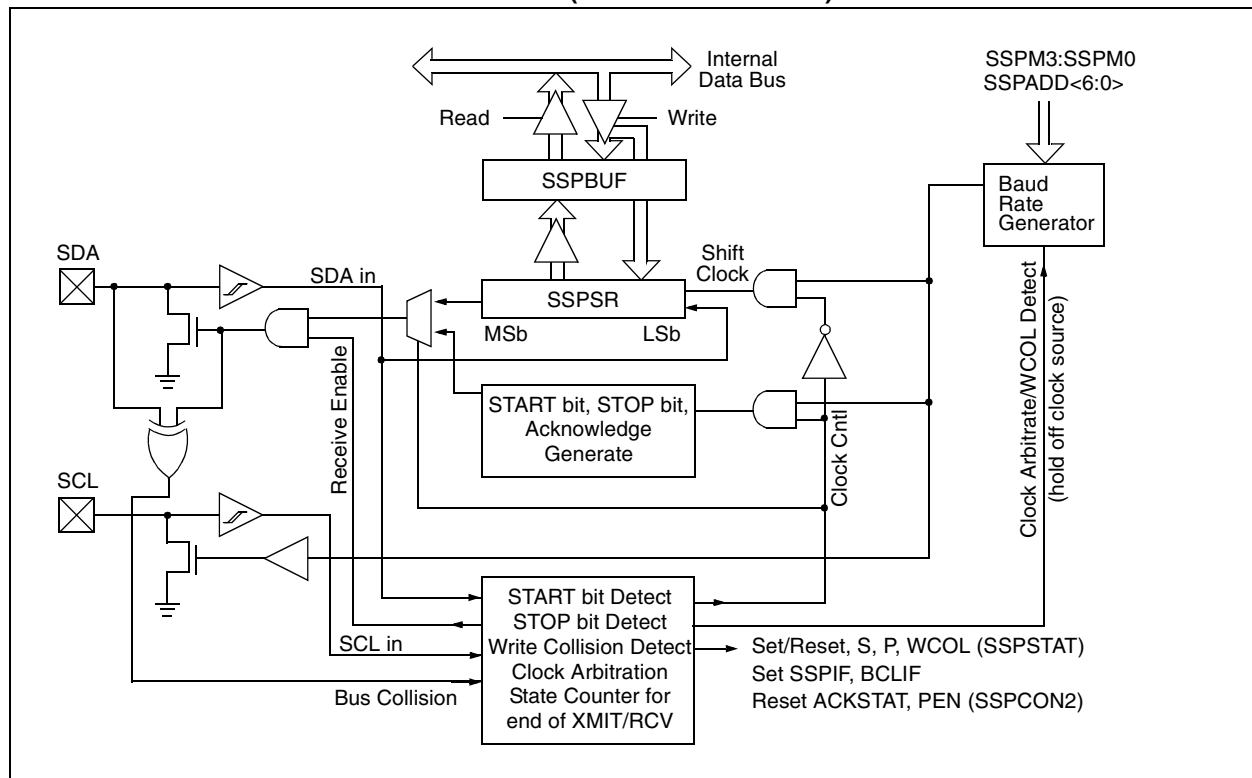 Internal
Data Bus
SSPM3:SSPM0
SSPADD<6:0>
Read
Write
SSPBUF
Baud
Rate
Generator
SDA
SDA in
Shift
Clock
SSPSR
MSb
LSb
START bit, STOP bit,
Acknowledge
Generate
Receive Enable
Clock Cntl
Clock Arbitrate/WCOL Detect
(hold off clock source)
SCL
SCL in
Bus Collision
START bit Detect
STOP bit Detect
Write Collision Detect
Clock Arbitration
State Counter for
end of XMIT/RCV
Set/Reset, S, P, WCOL (SSPSTAT)
Set SSPIF, BCLIF
Reset ACKSTAT, PEN (SSPCON2)